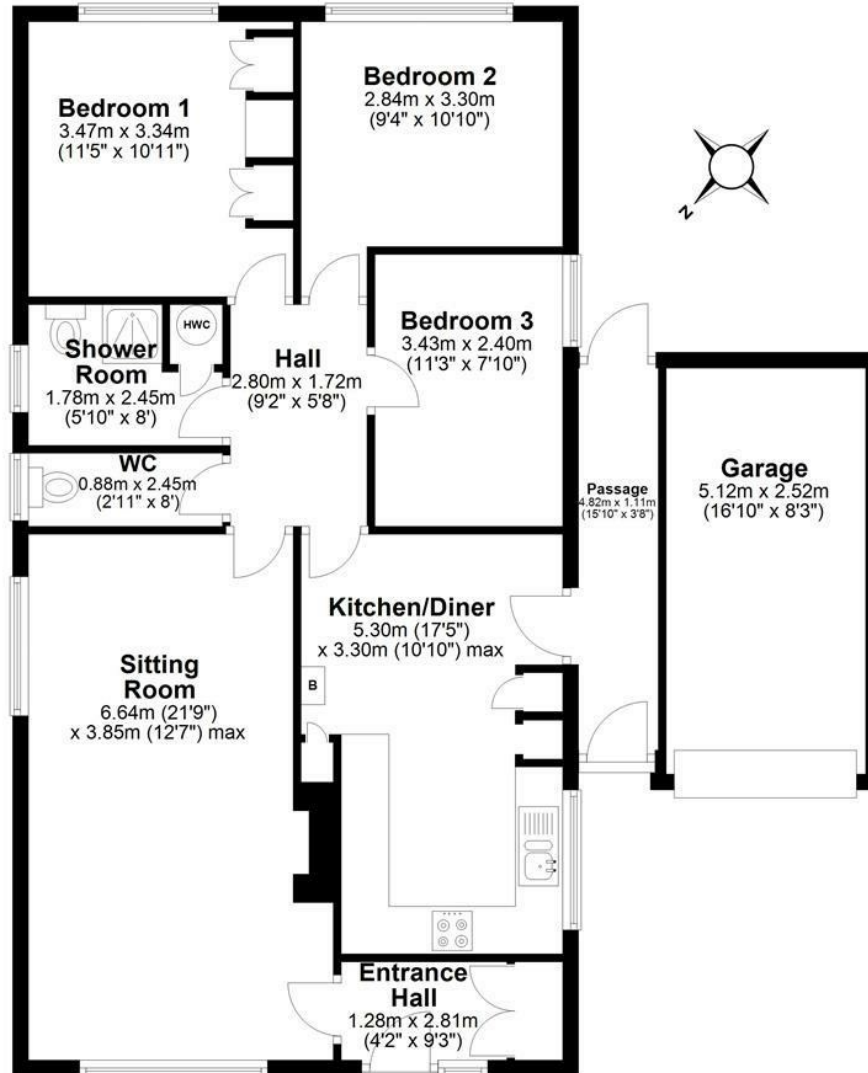 Bedroom 1
3.47m x 3.34m
(11'5" x 10'11")
Bedroom 2
2.84m x 3.30m
(9'4" x 10'10")
N
HWC
Shower
Room
1.78m x 2.45m
(5'10" x 8')
Hall
2.80m x 1.72m
(9'2" x 5'8")
Bedroom 3
3.43m x 2.40m
(11'3" x 7'10")
WC
0.88m x 2.45m
(2'11" x 8')
Passage
4.82m x 1.11m
(15'10" x 3'8")
Garage
5.12m x 2.52m
(16'10" x 8'3")
Kitchen/Diner
5.30m (17'5")
x 3.30m (10'10") max
B
Sitting
Room
6.64m (21'9")
x 3.85m (12'7") max
Entrance
Hall
1.28m x 2.81m
(4'2" x 9'3")